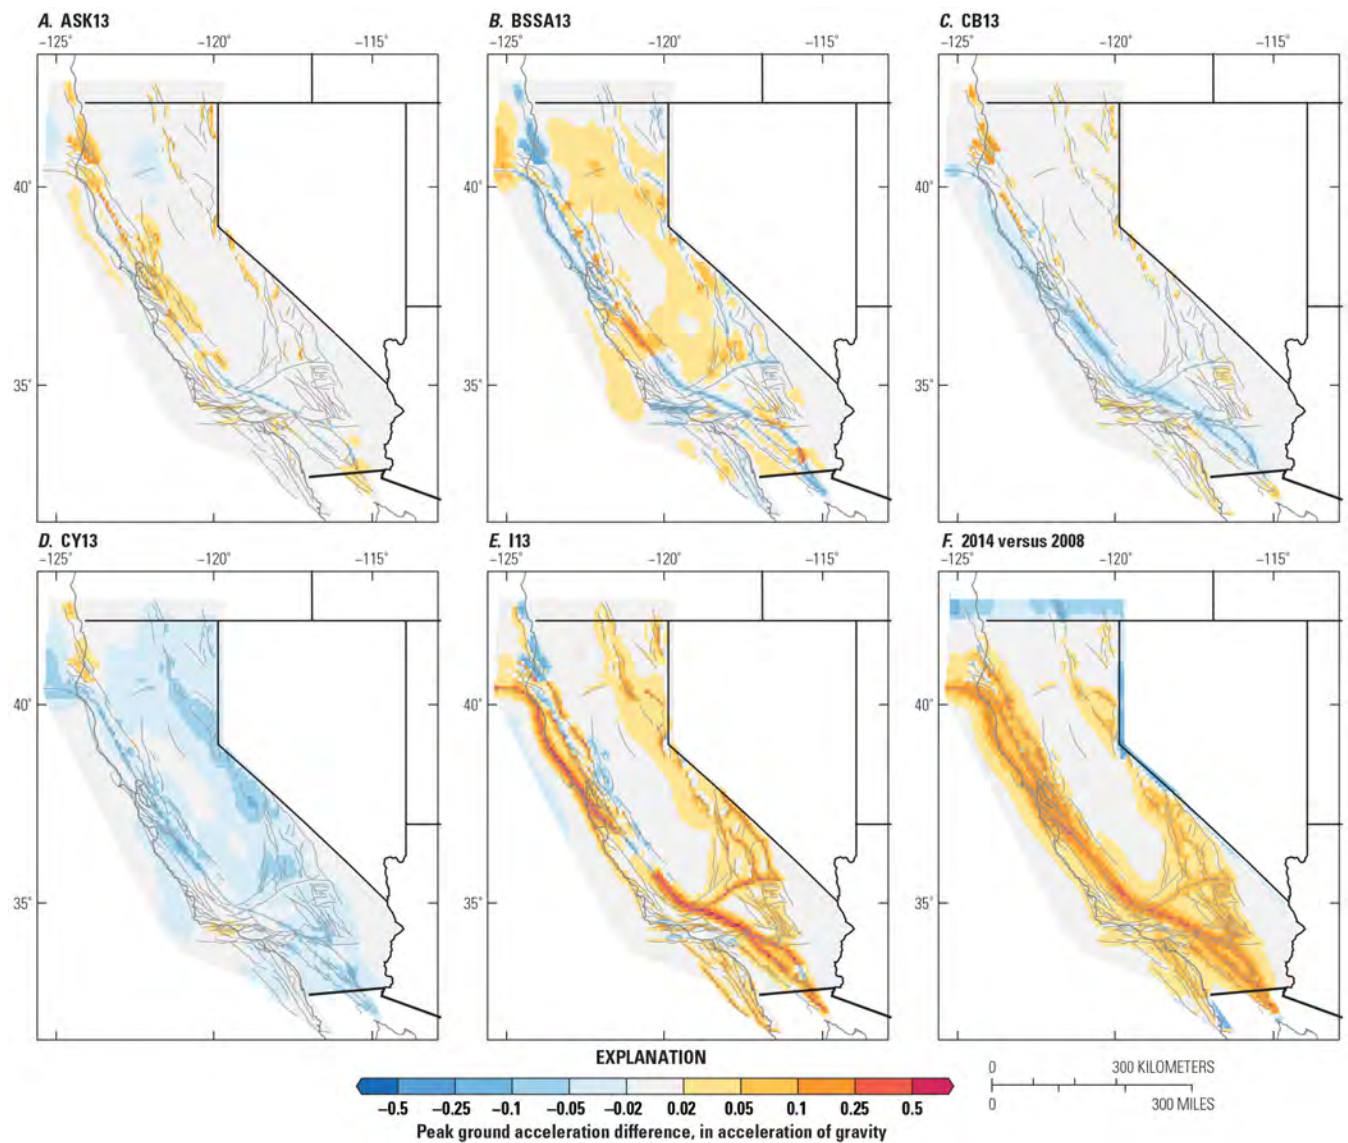 A. ASK13
B. BSSA13
C. CB13
−125° −120° −115°
−125° −120° −115°
−120° −115°
40°
40°
40°
35°
35°
35°
D. CY13
E. I13
F. 2014 versus 2008
−125° −120° −115°
−125° −120° −115°
−120° −115°
40°
40°
40°
35°
35°
35°
EXPLANATION
−0.5 −0.25 −0.1 −0.05 −0.02 0.02 0.05 0.1 0.25 0.5
Peak ground acceleration difference, in acceleration of gravity
0 300 KILOMETERS
0 300 MILES